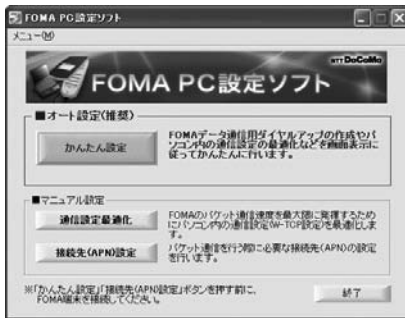 FOMA PC設定ソフト
メニュー(M)
NTT DoCoMo
FOMA PC設定ソフト
■オート設定(推奨)
かんたん設定
FOMAデータ通信用ダイヤルアップの作成やパ
ソコン内の通信設定の最適化などを画面表示に
従ってかんたんに行います。
■マニュアル設定
通信設定最適化
FOMAのパケット通信速度を最大限に発揮するため
にパソコン内の通信設定(W-TCP設定)を最適化しま
す。
接続先(APN)設定
パケット通信を行う際に必要な接続先(APN)の設定
を行います。
※「かんたん設定」「接続先(APN)設定」ボタンを押す前に、
FOMA端末を接続してください。
終了